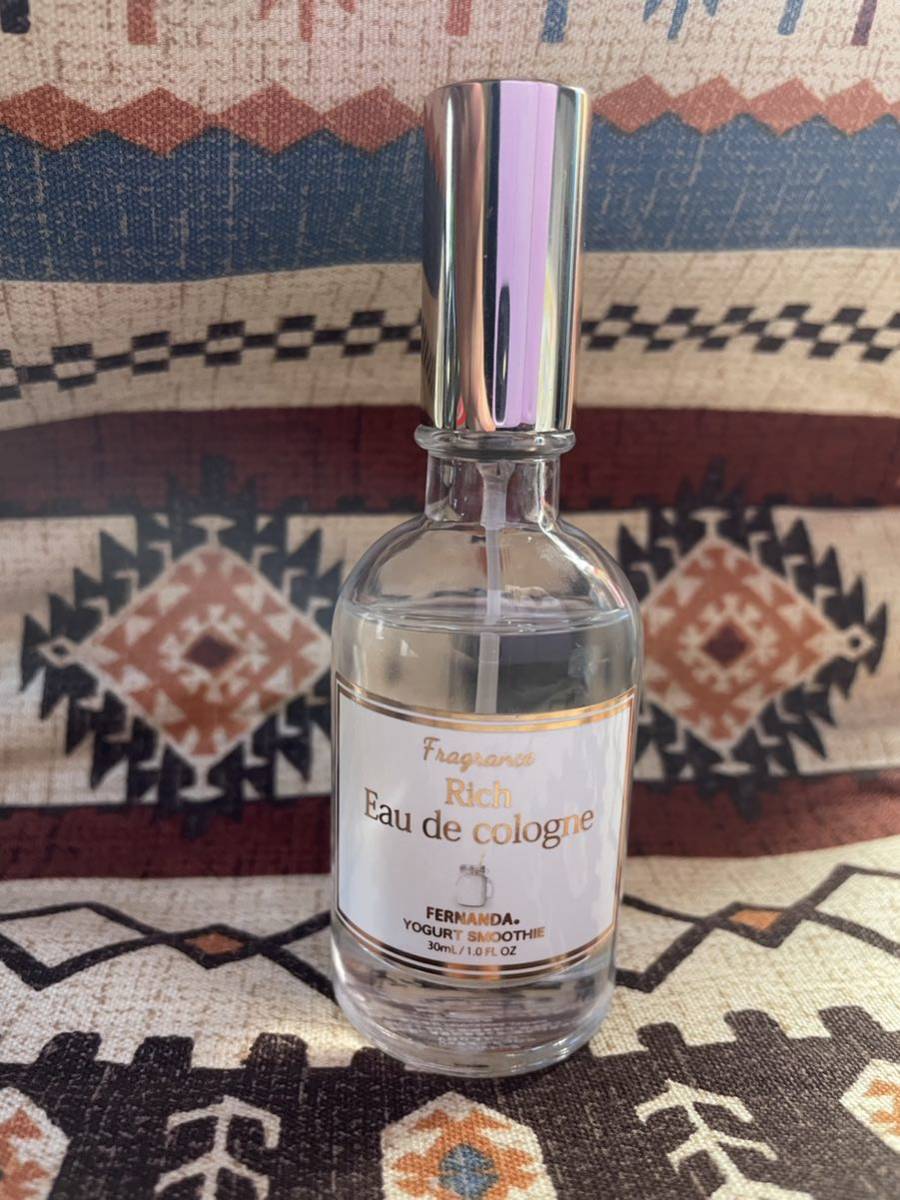 Fragrance
Rich
Eau de cologne
FERNANDA.
YOGURT SMOOTHIE
30mL / 1.0 FL OZ